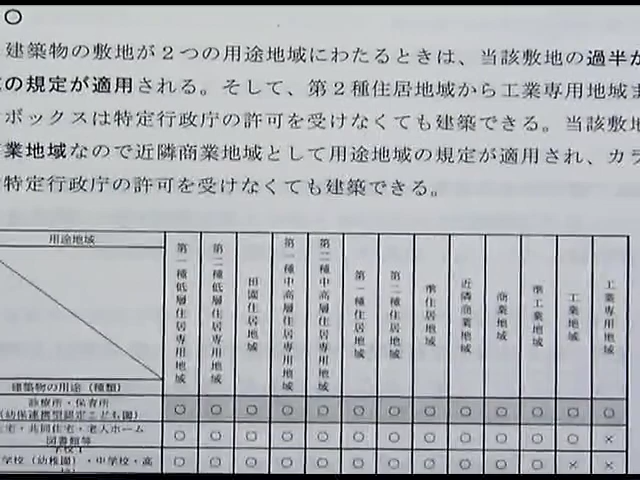 ○
建築物の敷地が２つの用途地域にわたるときは、当該敷地の過半が
の規定が適用される。そして、第２種住居地域から工業専用地域ま
ボックスは特定行政庁の許可を受けなくても建築できる。当該敷地
業地域なので近隣商業地域として用途地域の規定が適用され、カラ
特定行政庁の許可を受けなくても建築できる。
用途地域
第一種低層住居専用地域
第二種低層住居専用地域
田園住居地域
第一種中高層住居専用地域
第二種中高層住居専用地域
第一種住居地域
第二種住居地域
準住居地域
近隣商業地域
商業地域
準工業地域
工業地域
工業専用地域
建築物の用途（種類）
診療所・保育所
（幼保連携型認定こども園） ○ ○ ○ ○ ○ ○ ○ ○ ○ ○ ○ ○ ○
宅・共同住宅・老人ホーム
図書館等 ○ ○ ○ ○ ○ ○ ○ ○ ○ ○ ○ ○ ×
学校（幼稚園）・中学校・高 ○ ○ ○ ○ ○ ○ ○ ○ ○ ○ ○ × ×